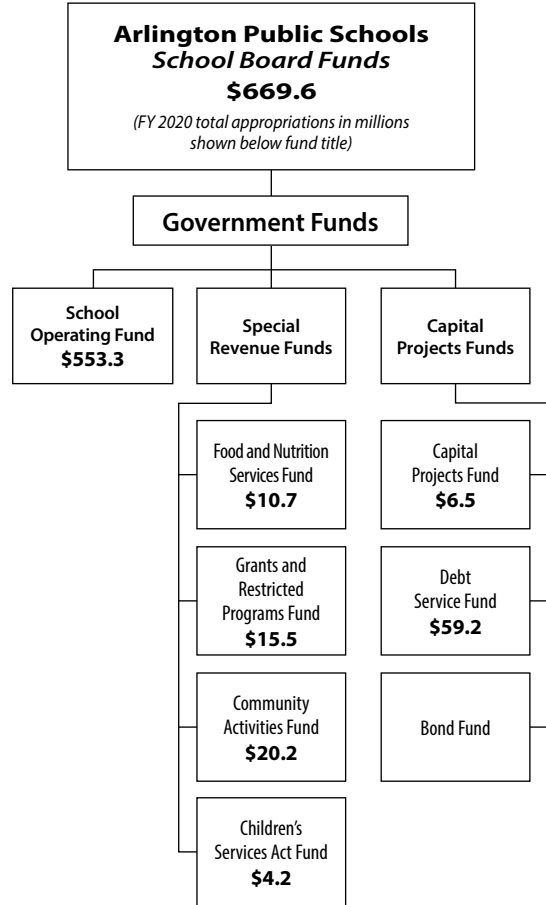 Arlington Public Schools
School Board Funds
$669.6
(FY 2020 total appropriations in millions
shown below fund title)
Government Funds
School
Operating Fund
$553.3
Special
Revenue Funds
Capital
Projects Funds
Food and Nutrition
Services Fund
$10.7
Grants and
Restricted
Programs Fund
$15.5
Community
Activities Fund
$20.2
Children's
Services Act Fund
$4.2
Capital
Projects Fund
$6.5
Debt
Service Fund
$59.2
Bond Fund